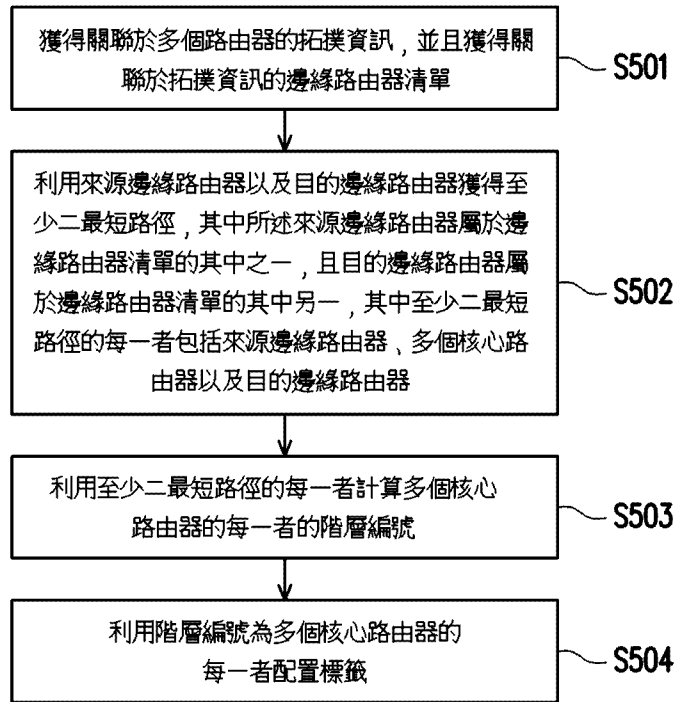 獲得關聯於多個路由器的拓撲資訊，並且獲得關
聯於拓撲資訊的邊緣路由器清單
S501
利用來源邊緣路由器以及目的邊緣路由器獲得至
少二最短路徑，其中所述來源邊緣路由器屬於邊
緣路由器清單的其中之一，且目的邊緣路由器屬
於邊緣路由器清單的其中另一，其中至少二最短
路徑的每一者包括來源邊緣路由器、多個核心路
由器以及目的邊緣路由器
S502
利用至少二最短路徑的每一者計算多個核心
路由器的每一者的階層編號
S503
利用階層編號為多個核心路由器的
每一者配置標籤
S504